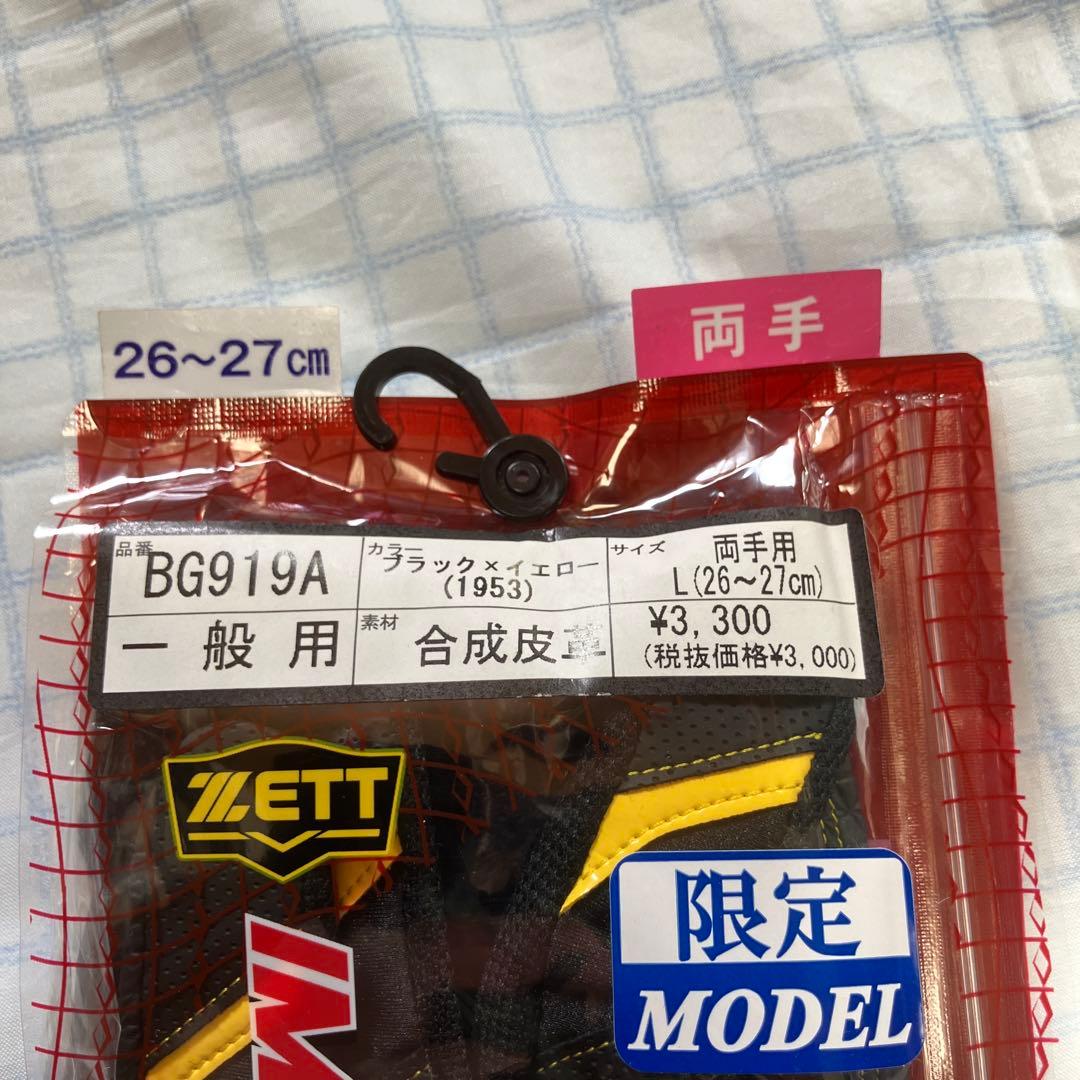 26～27cm
両手
品番
BG919A
カラー
ブラック×イエロー
(1953)
サイズ
両手用
L(26～27cm)
一般用
素材
合成皮革
¥3,300
(税抜価格¥3,000)
ZETT
限定
MODEL
IM